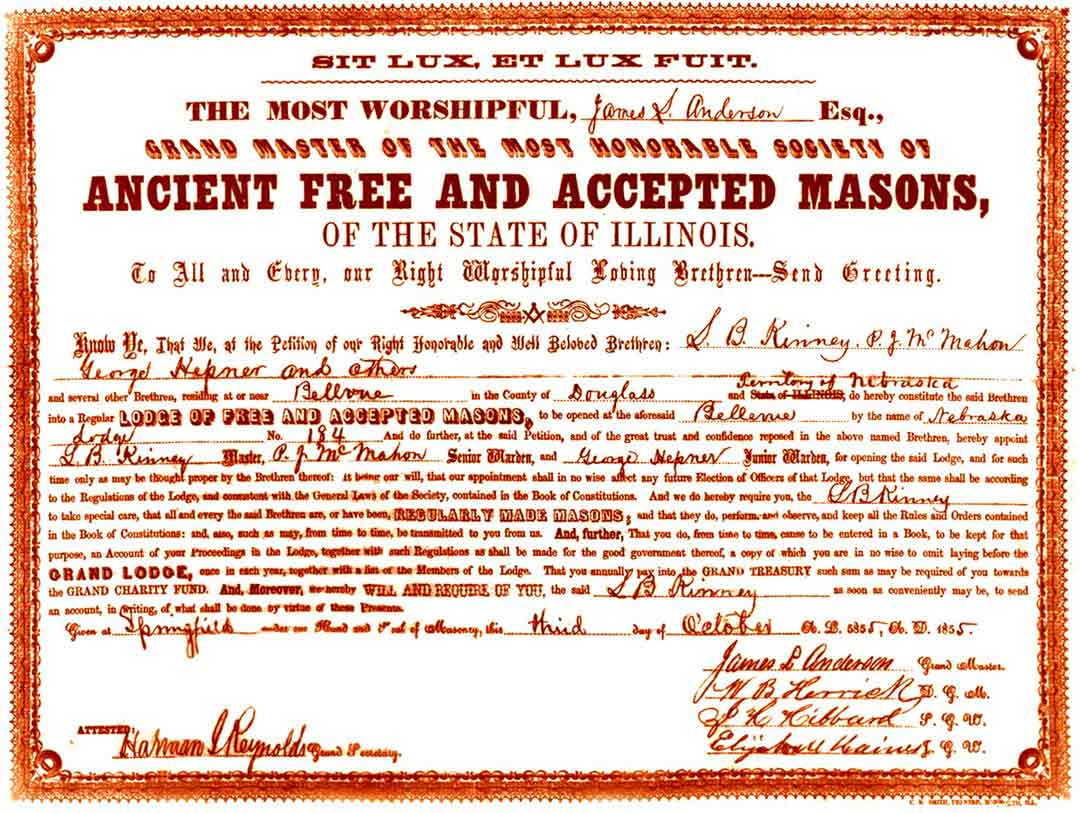 SIT LUX, ET LUX FUIT.
THE MOST WORSHIPFUL, James L. Anderson Esq.,
GRAND MASTER OF THE MOST HONORABLE SOCIETY OF
ANCIENT FREE AND ACCEPTED MASONS,
OF THE STATE OF ILLINOIS.
To All and Every, our Right Worshipful Loving Brethren—Send Greeting.
Know Ye, That We, at the Petition of our Right Honorable and Well Beloved Brethren: L. B. Kinney, P. J. McMahon
George Hepner and others
Territory of Nebraska
and several other Brethren, residing at or near Bellevue in the County of Douglass and State of ILLINOIS, do hereby constitute the said Brethren
into a Regular LODGE OF FREE AND ACCEPTED MASONS, to be opened at the aforesaid Bellevue by the name of Nebraska
Lodge No. 184 And do further, at the said Petition, and of the great trust and confidence reposed in the above named Brethren, hereby appoint
L. B. Kinney Master, P. J. McMahon Senior Warden, and George Hepner Junior Warden, for opening the said Lodge, and for such
time only as may be thought proper by the Brethren thereof: It being our will, that our appointment shall in no wise affect any future Election of Officers of that Lodge, but that the same shall be according
to the Regulations of the Lodge, and consistent with the General Laws of the Society, contained in the Book of Constitutions. And we do hereby require you, the L B Kinney
to take special care, that all and every the said Brethren are, or have been, REGULARLY MADE MASONS; and that they do, perform, and observe, and keep all the Rules and Orders contained
in the Book of Constitutions: and, also, such as may, from time to time, be transmitted to you from us. And, further, That you do, from time to time, cause to be entered in a Book, to be kept for that
purpose, an Account of your Proceedings in the Lodge, together with such Regulations as shall be made for the good government thereof, a copy of which you are in no wise to omit laying before the
GRAND LODGE, once in each year, together with a list of the Members of the Lodge. That you annually pay into the GRAND TREASURY such sum as may be required of you towards
the GRAND CHARITY FUND. And, Moreover, we hereby WILL AND REQUIRE OF YOU, the said L B Kinney as soon as conveniently may be, to send
an account, in writing, of what shall be done by virtue of these Presents.
Given at Springfield under our Hand and Seal of Masonry, this third day of October A. L. 5855, A. D. 1855.
James L Anderson Grand Master.
W B Herrick D. G. M.
J H Hibbard S. G. W.
Elijah M Haines J. G. W.
ATTESTED, Harman G Reynolds Grand Secretary.